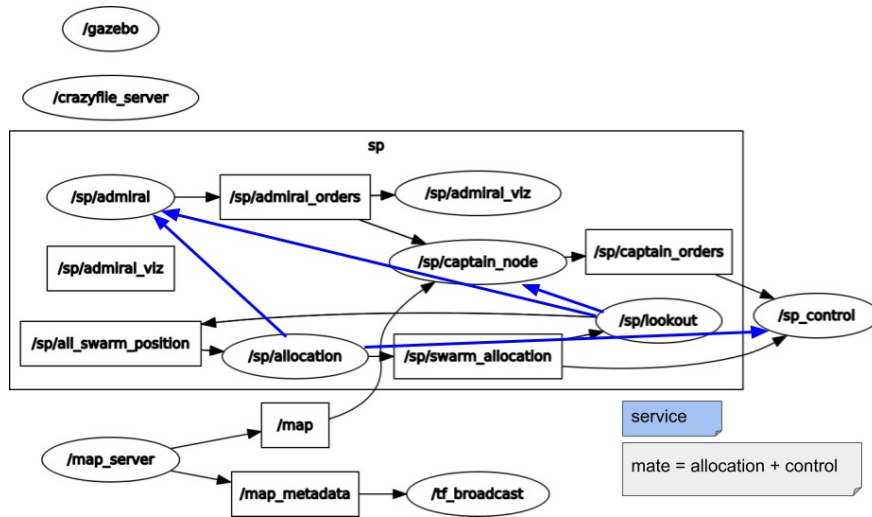 /gazebo
/crazyflie_server
sp
/sp/admiral
/sp/admiral_orders
/sp/admiral_viz
/sp/admiral_viz
/sp/captain_node
/sp/captain_orders
/sp/all_swarm_position
/sp/allocation
/sp/swarm_allocation
/sp/lookout
/sp_control
/map
/map_server
/map_metadata
/tf_broadcast
service
mate = allocation + control